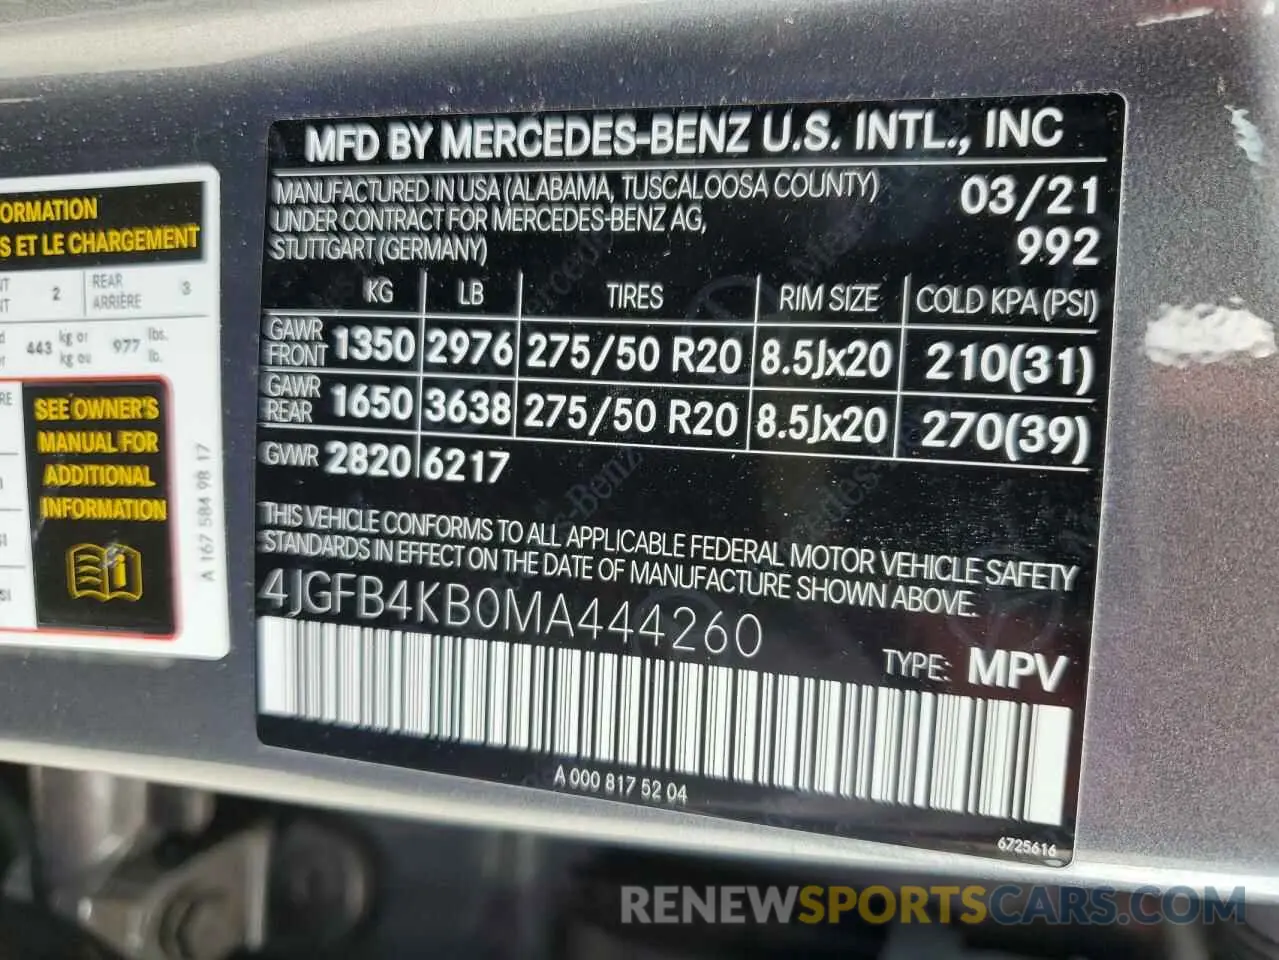 MFD BY MERCEDES-BENZ U.S. INTL., INC
MANUFACTURED IN USA (ALABAMA, TUSCALOOSA COUNTY) 03/21
UNDER CONTRACT FOR MERCEDES-BENZ AG, 992
STUTTGART (GERMANY)
KG LB TIRES RIM SIZE COLD KPA (PSI)
GAWR FRONT 1350 2976 275/50 R20 8.5Jx20 210(31)
GAWR REAR 1650 3638 275/50 R20 8.5Jx20 270(39)
GVWR 2820 6217
THIS VEHICLE CONFORMS TO ALL APPLICABLE FEDERAL MOTOR VEHICLE SAFETY
STANDARDS IN EFFECT ON THE DATE OF MANUFACTURE SHOWN ABOVE.
4JGFB4KB0MA444260
TYPE: MPV
A 000 817 52 04
6725616
ORMATION
S ET LE CHARGEMENT
2 REAR 3
ARRIÈRE
443 kg or 977 lbs.
kg ou lb.
SEE OWNER'S
MANUAL FOR
ADDITIONAL
INFORMATION
A 167 584 98 17
RENEWSPORTSCARS.COM